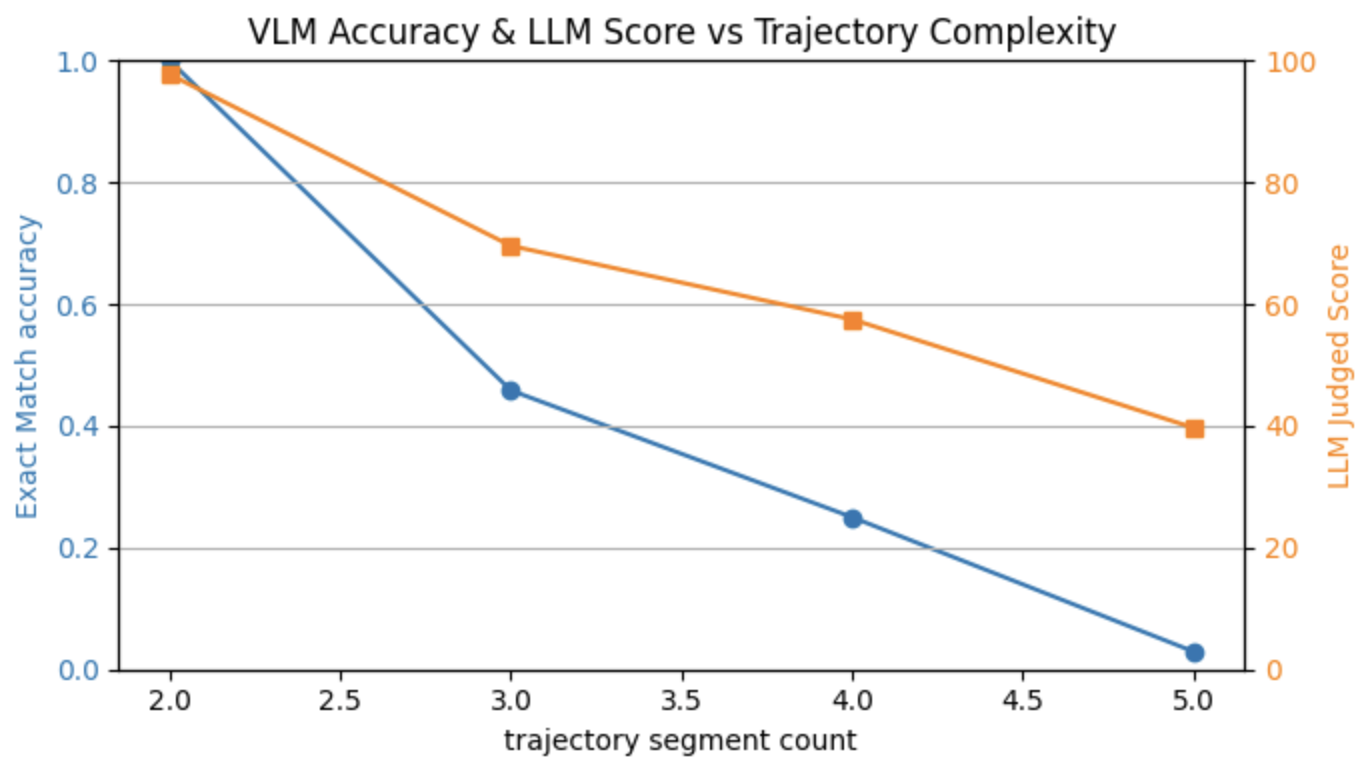 VLM Accuracy & LLM Score vs Trajectory Complexity
1.0
0.8
0.6
0.4
0.2
0.0
Exact Match accuracy
100
80
60
40
20
0
LLM Judged Score
2.0 2.5 3.0 3.5 4.0 4.5 5.0
trajectory segment count